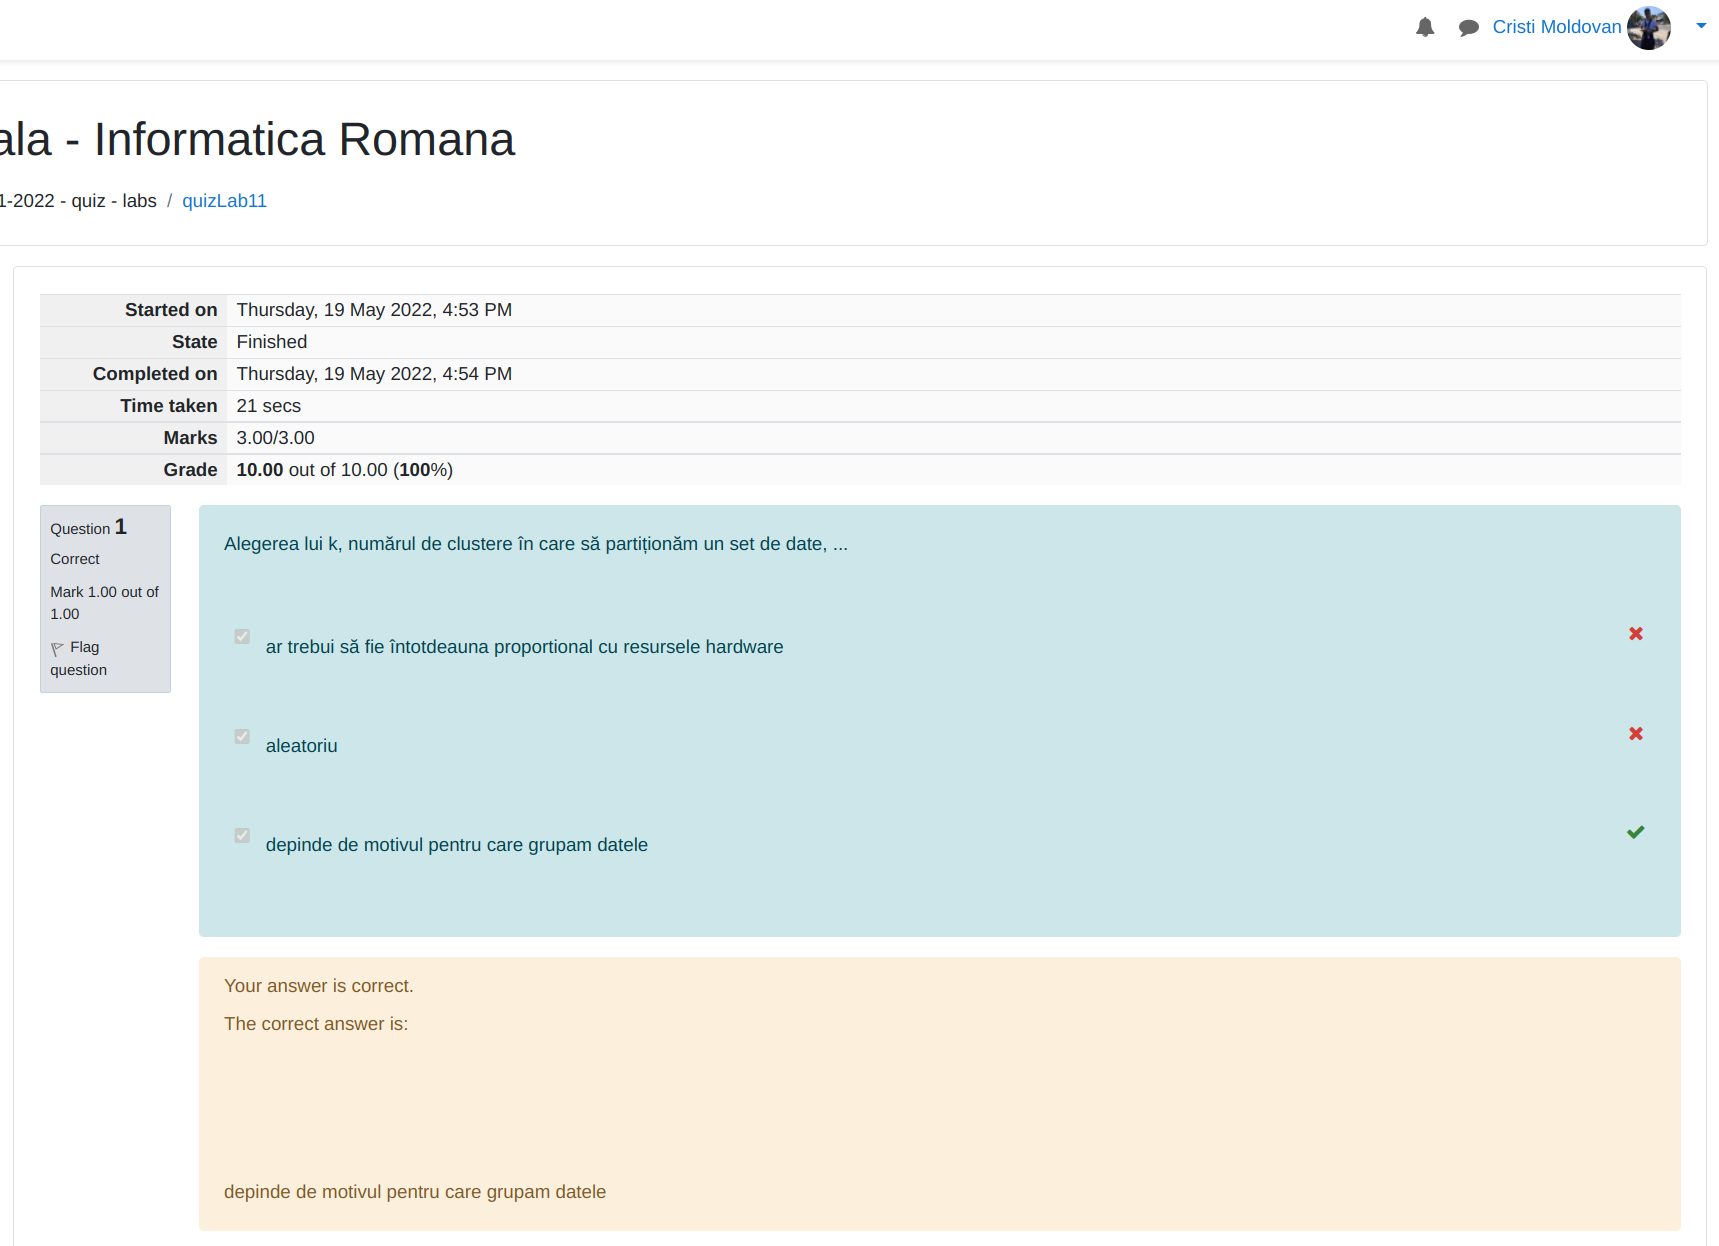 Cristi Moldovan
ala - Informatica Romana
1-2022 - quiz - labs / quizLab11
Started on Thursday, 19 May 2022, 4:53 PM
State Finished
Completed on Thursday, 19 May 2022, 4:54 PM
Time taken 21 secs
Marks 3.00/3.00
Grade 10.00 out of 10.00 (100%)
Question 1
Correct
Mark 1.00 out of
1.00
Flag
question
Alegerea lui k, numărul de clustere în care să partiționăm un set de date, ...
ar trebui să fie întotdeauna proportional cu resursele hardware
aleatoriu
depinde de motivul pentru care grupam datele
Your answer is correct.
The correct answer is:
depinde de motivul pentru care grupam datele